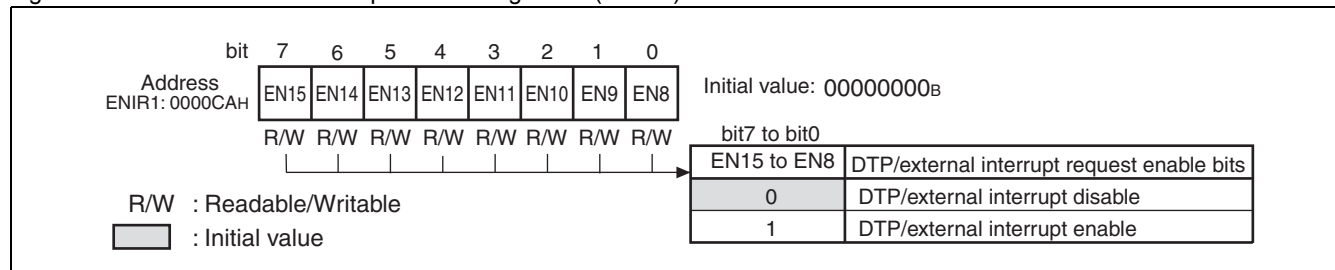 bit 7 6 5 4 3 2 1 0
Address
ENIR1: 0000CAH
EN15 EN14 EN13 EN12 EN11 EN10 EN9 EN8
Initial value: 00000000B
R/W R/W R/W R/W R/W R/W R/W R/W
bit7 to bit0
EN15 to EN8 DTP/external interrupt request enable bits
0 DTP/external interrupt disable
1 DTP/external interrupt enable
R/W : Readable/Writable
: Initial value